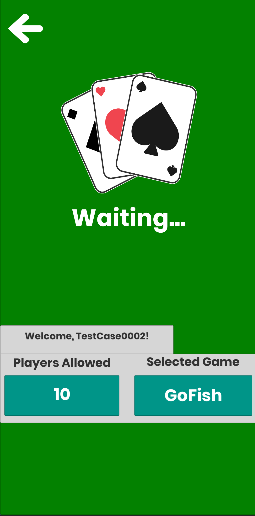 Waiting...
Welcome, TestCase0002!
Players Allowed
Selected Game
10
GoFish